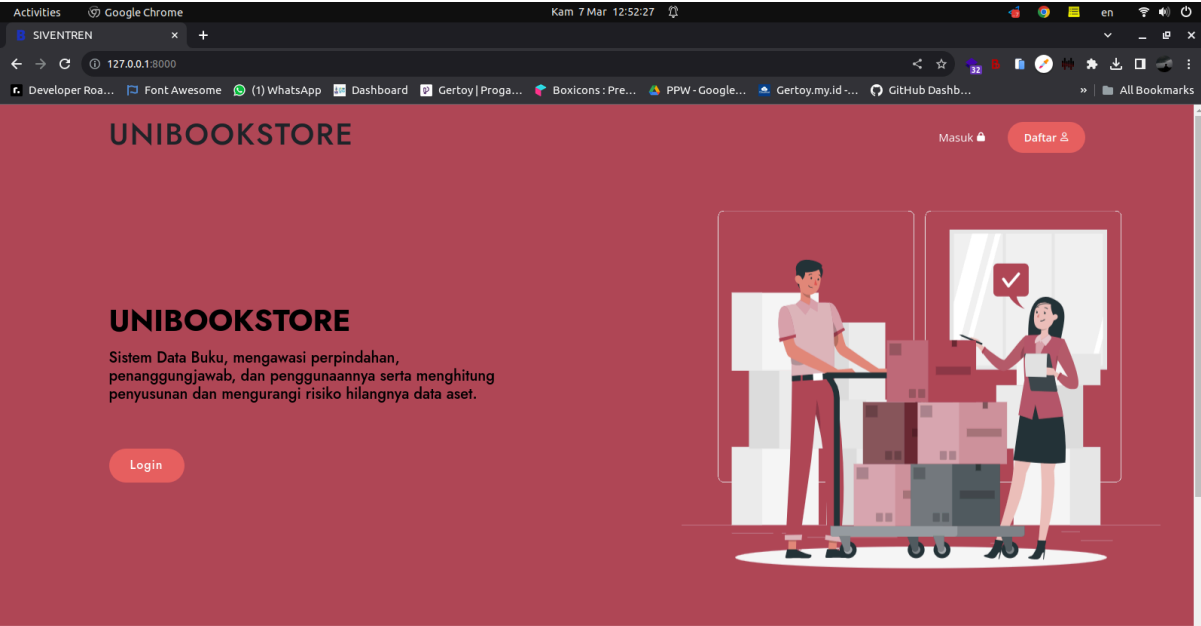 Activities Google Chrome Kam 7 Mar 12:52:27 en
SIVENTREN
127.0.0.1:8000
32
Developer Roa... Font Awesome (1) WhatsApp Dashboard Gertoy | Proga... Boxicons : Pre... PPW - Google... Gertoy.my.id -... GitHub Dashb... » All Bookmarks
UNIBOOKSTORE Masuk Daftar
UNIBOOKSTORE
Sistem Data Buku, mengawasi perpindahan,
penanggungjawab, dan penggunaannya serta menghitung
penyusunan dan mengurangi risiko hilangnya data aset.
Login